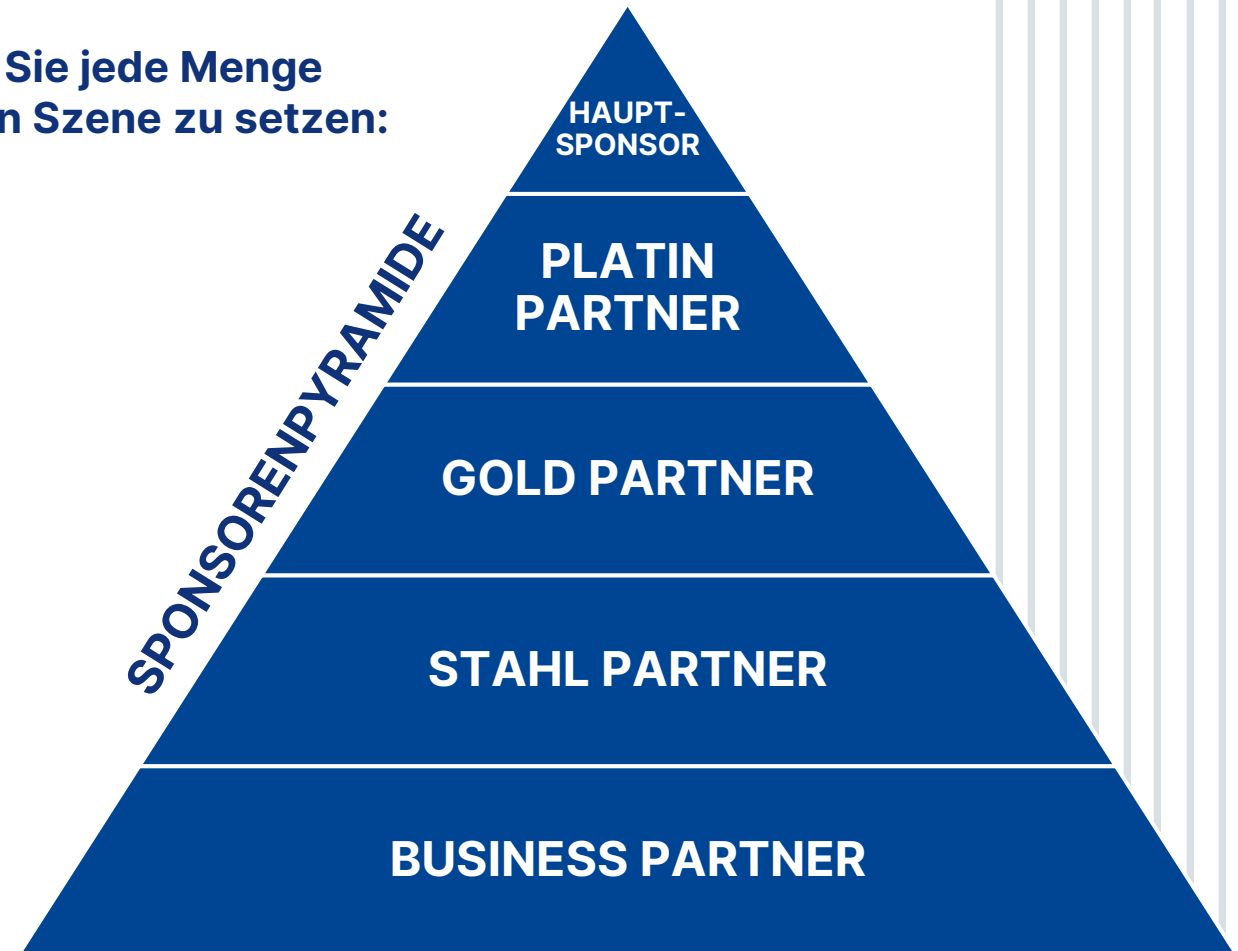 Sie jede Menge
n Szene zu setzen:
HAUPT-
SPONSOR
PLATIN
PARTNER
SPONSORENPYRAMIDE
GOLD PARTNER
STAHL PARTNER
BUSINESS PARTNER